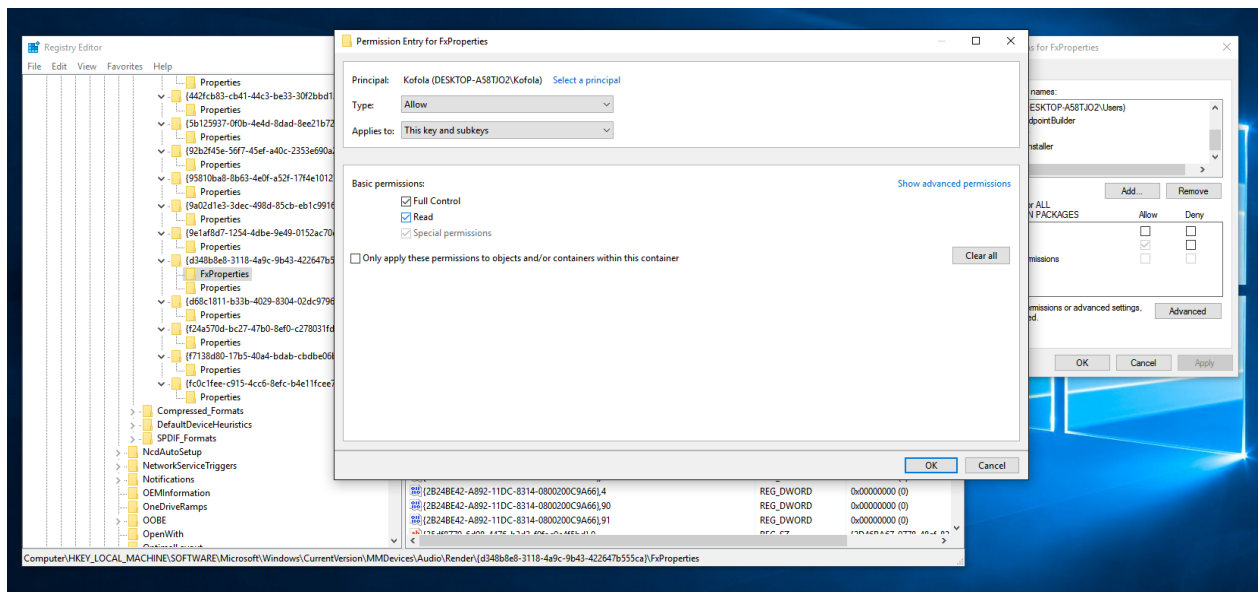 Registry Editor
File Edit View Favorites Help
Properties
{442fcb83-cb41-44c3-be33-30f2bbd1
Properties
{5b125937-0f0b-4e4d-8dad-8ee21b72
Properties
{92b2f45e-56f7-45ef-a40c-2353e690a
Properties
{95810ba8-8b63-4e0f-a52f-17f4e1012
Properties
{9a02d1e3-3dec-498d-85cb-eb1c9916
Properties
{9e1af8d7-1254-4dbe-9e49-0152ac70
Properties
{d348b8e8-3118-4a9c-9b43-422647b5
FxProperties
Properties
{d68c1811-b33b-4029-8304-02dc9796
Properties
{f24a570d-bc27-47b0-8ef0-c278031fd
Properties
{f7138d80-17b5-40a4-bdab-cbdbe06
Properties
{fc0c1fee-c915-4cc6-8efc-b4e11fcee7
Properties
Compressed_Formats
DefaultDeviceHeuristics
SPDIF_Formats
NcdAutoSetup
NetworkServiceTriggers
Notifications
OEMInformation
OneDriveRamps
OOBE
OpenWith
{2B24BE42-A892-11DC-8314-0800200C9A66},4 REG_DWORD 0x00000000 (0)
{2B24BE42-A892-11DC-8314-0800200C9A66},90 REG_DWORD 0x00000000 (0)
{2B24BE42-A892-11DC-8314-0800200C9A66},91 REG_DWORD 0x00000000 (0)
Computer\HKEY_LOCAL_MACHINE\SOFTWARE\Microsoft\Windows\CurrentVersion\MMDevices\Audio\Render\{d348b8e8-3118-4a9c-9b43-422647b555ca}\FxProperties
Permission Entry for FxProperties
Principal: Kofola (DESKTOP-A58TJO2\Kofola) Select a principal
Type: Allow
Applies to: This key and subkeys
Basic permissions: Show advanced permissions
Full Control
Read
Special permissions
Only apply these permissions to objects and/or containers within this container Clear all
OK Cancel
ns for FxProperties
names:
ESKTOP-A58TJO2\Users)
dpointBuilder
nstaller
Add... Remove
or ALL
N PACKAGES Allow Deny
missions
rmissions or advanced settings,
ed. Advanced
OK Cancel Apply